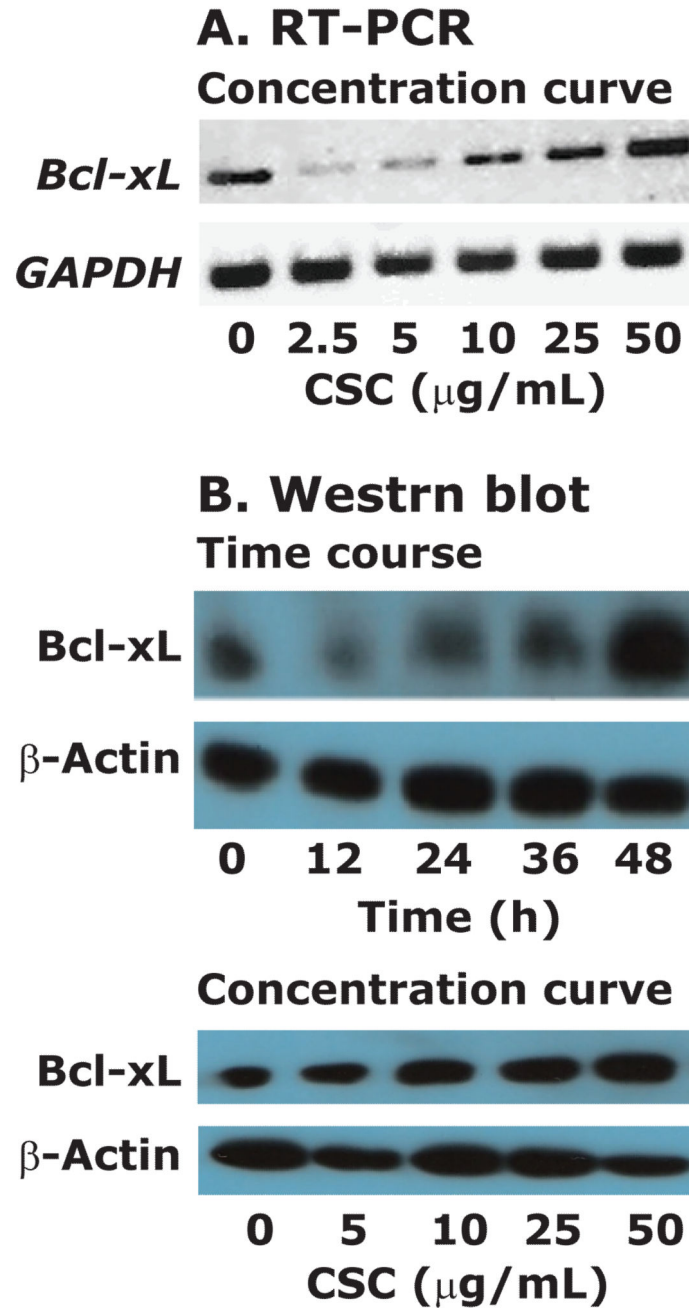 A. RT-PCR
Concentration curve
Bcl-xL
GAPDH
0 2.5 5 10 25 50
CSC (μg/mL)
B. Westrn blot
Time course
Bcl-xL
β-Actin
0 12 24 36 48
Time (h)
Concentration curve
Bcl-xL
β-Actin
0 5 10 25 50
CSC (μg/mL)